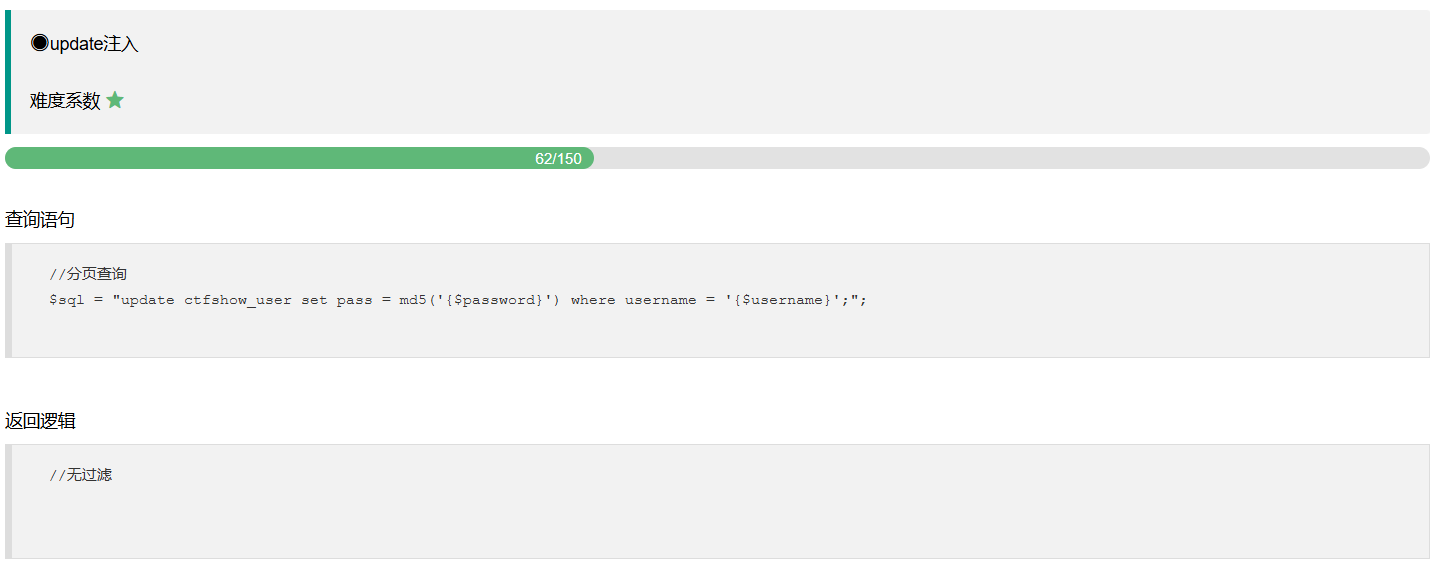 ◉update注入
难度系数 ★
62/150
查询语句
//分页查询
$sql = "update ctfshow_user set pass = md5('{$password}') where username = '{$username}';";
返回逻辑
//无过滤